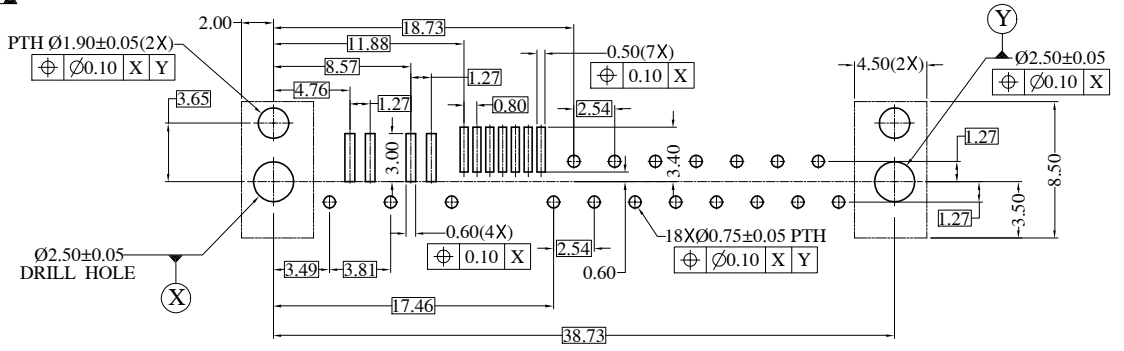 18.73
2.00
Y
11.88
PTH Ø1.90±0.05(2X)
⌖ Ø0.10 X Y
0.50(7X)
⌖ 0.10 X
Ø2.50±0.05
⌖ Ø0.10 X
8.57
1.27
4.50(2X)
4.76
1.27
0.80
2.54
3.65
3.00
3.40
1.27
8.50
3.50
1.27
0.60(4X)
⌖ 0.10 X
18XØ0.75±0.05 PTH
⌖ Ø0.10 X Y
Ø2.50±0.05
DRILL HOLE
X
3.49
3.81
2.54
0.60
17.46
38.73